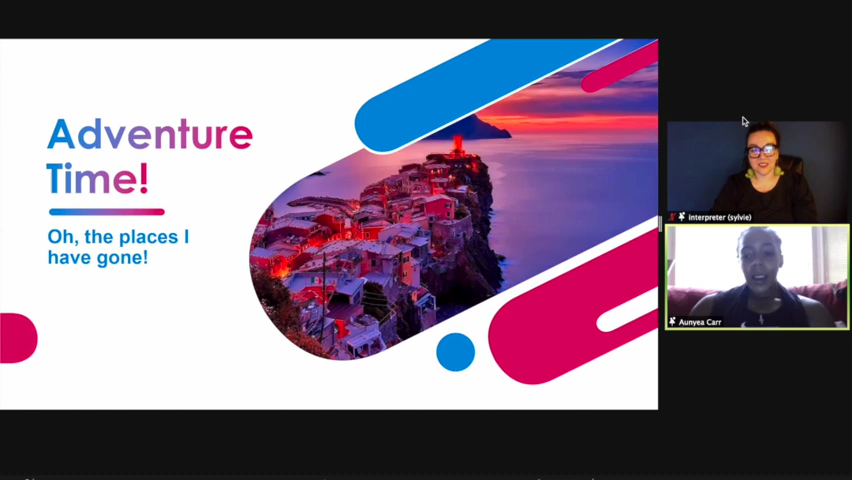 Adventure
Time!
Oh, the places I
have gone!
interpreter (sylvie)
Aunyea Carr